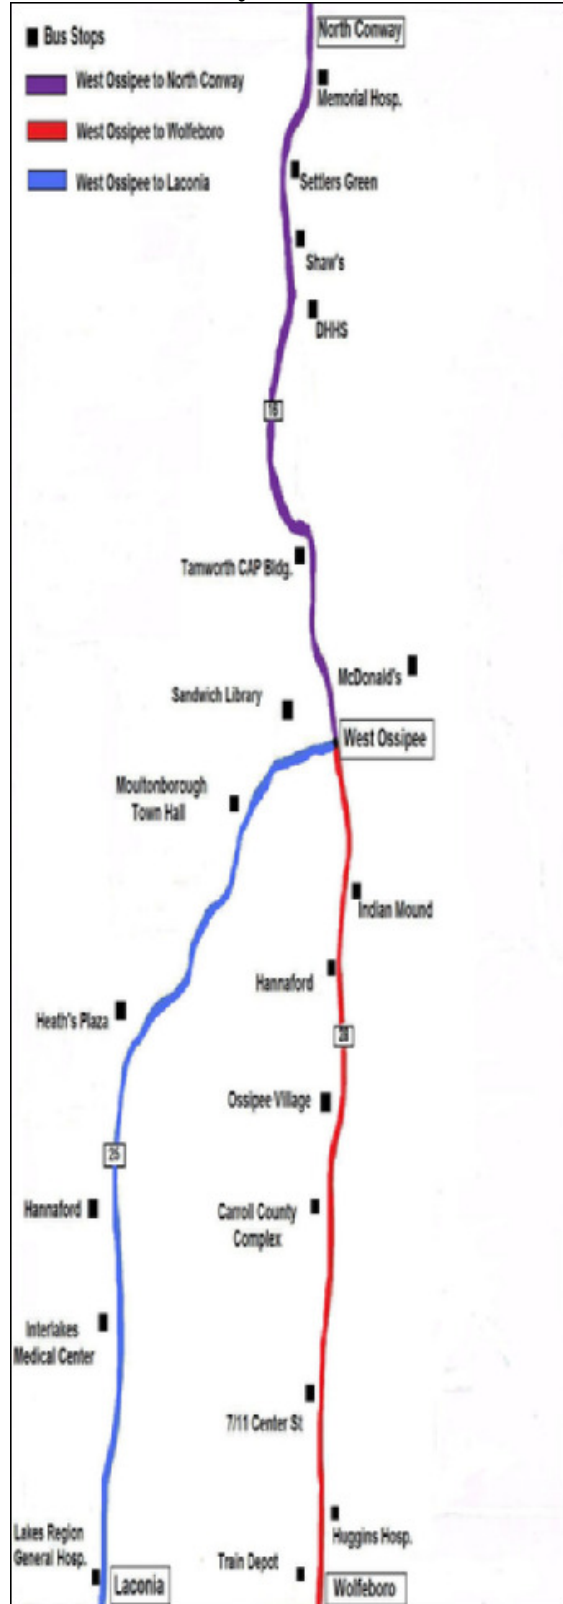 North Conway
Bus Stops
West Ossipee to North Conway
Memorial Hosp.
West Ossipee to Wolfeboro
West Ossipee to Laconia
Settlers Green
Shaw's
DHHS
16
Tamworth CAP Bldg.
McDonald's
Sandwich Library
West Ossipee
Moultonborough
Town Hall
Indian Mound
Hannaford
Heath's Plaza
28
Ossipee Village
25
Hannaford
Carroll County
Complex
Interlakes
Medical Center
7/11 Center St
Huggins Hosp.
Lakes Region
General Hosp.
Train Depot
Laconia
Wolfeboro